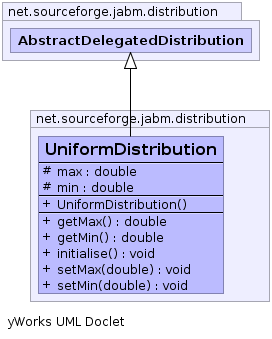 net.sourceforge.jabm.distribution
AbstractDelegatedDistribution
net.sourceforge.jabm.distribution
UniformDistribution
# max : double
# min : double
+ UniformDistribution()
+ getMax() : double
+ getMin() : double
+ initialise() : void
+ setMax(double) : void
+ setMin(double) : void
yWorks UML Doclet